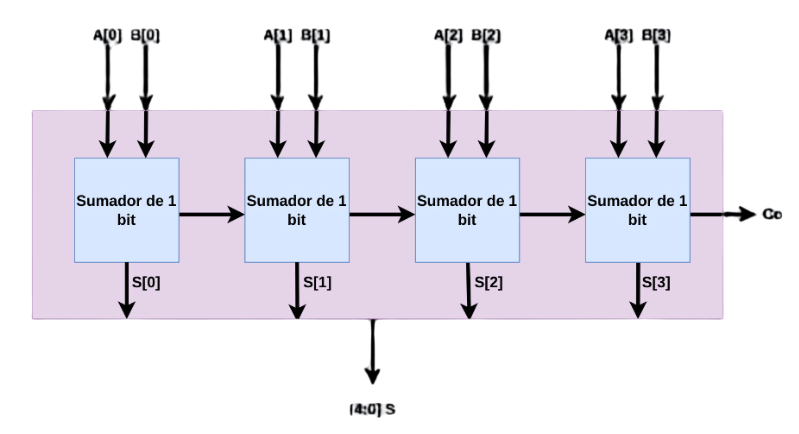 A[0] B[0] A[1] B[1] A[2] B[2] A[3] B[3]
Sumador de 1
bit
Sumador de 1
bit
Sumador de 1
bit
Sumador de 1
bit
Co
S[0] S[1] S[2] S[3]
[4:0] S